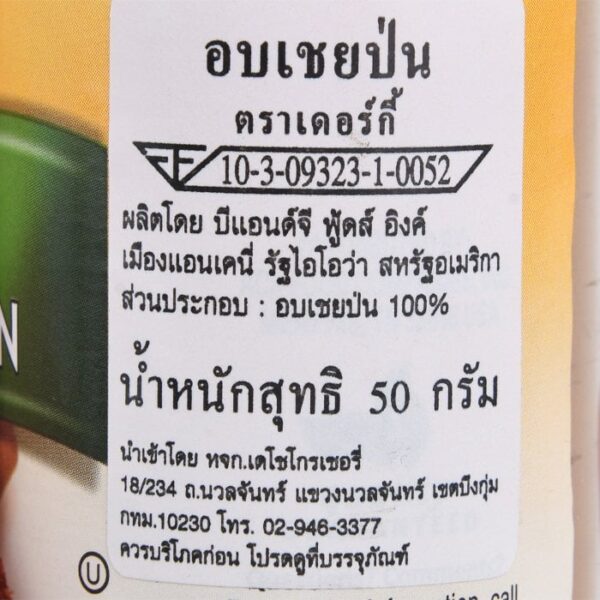 อบเชยป่น
ตราเดอร์กี้
10-3-09323-1-0052
ผลิตโดย บีแอนด์จี ฟู้ดส์ อิงค์
เมืองแอนเคนี่ รัฐไอโอว่า สหรัฐอเมริกา
ส่วนประกอบ : อบเชยป่น 100%
น้ำหนักสุทธิ 50 กรัม
นำเข้าโดย หจก.เดโชโกรเซอรี่
18/234 ถ.นวลจันทร์ แขวงนวลจันทร์ เขตบึงกุ่ม
กทม.10230 โทร. 02-946-3377
ควรบริโภคก่อน โปรดดูที่บรรจุภัณฑ์
N
U
call